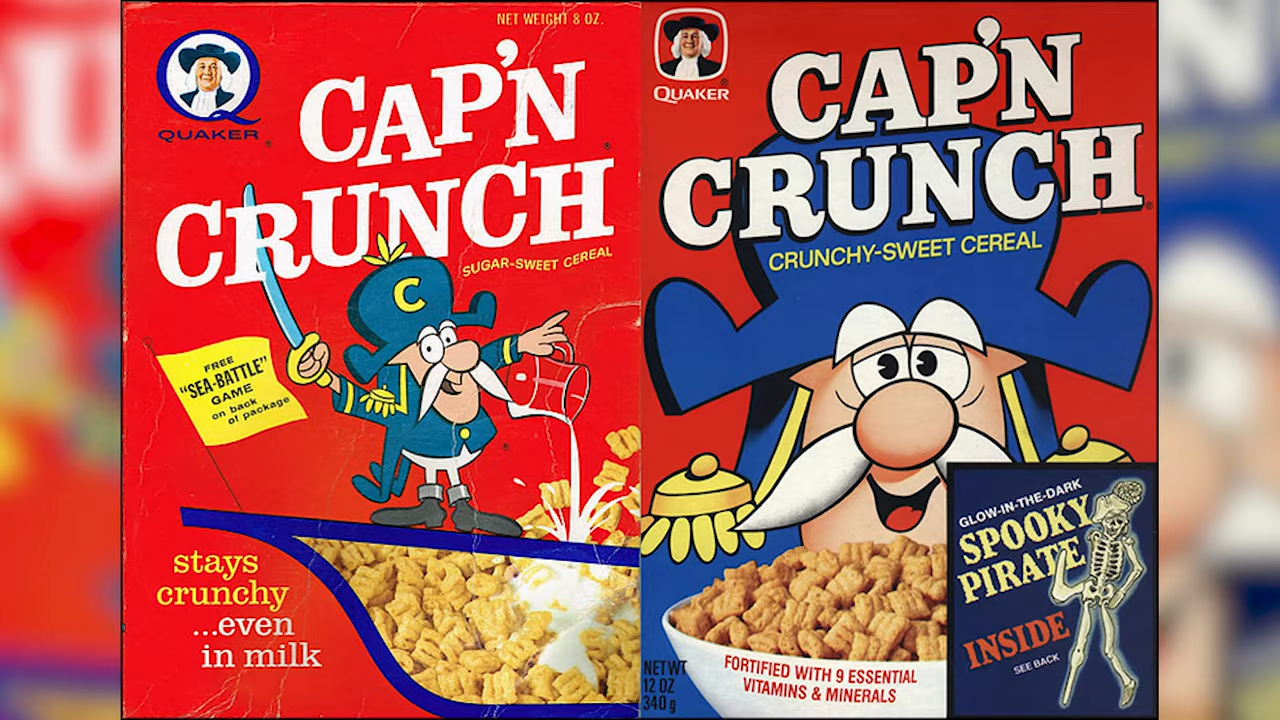 NET WEIGHT 8 OZ.
QUAKER
CAP'N
CRUNCH
SUGAR-SWEET CEREAL
C
FREE
"SEA-BATTLE"
GAME
on back
of package
stays
crunchy
...even
in milk
QUAKER
CAP'N
CRUNCH
CRUNCHY-SWEET CEREAL
GLOW-IN-THE-DARK
SPOOKY
PIRATE
INSIDE
SEE BACK
NET WT
12 OZ
340 g
FORTIFIED WITH 9 ESSENTIAL
VITAMINS & MINERALS